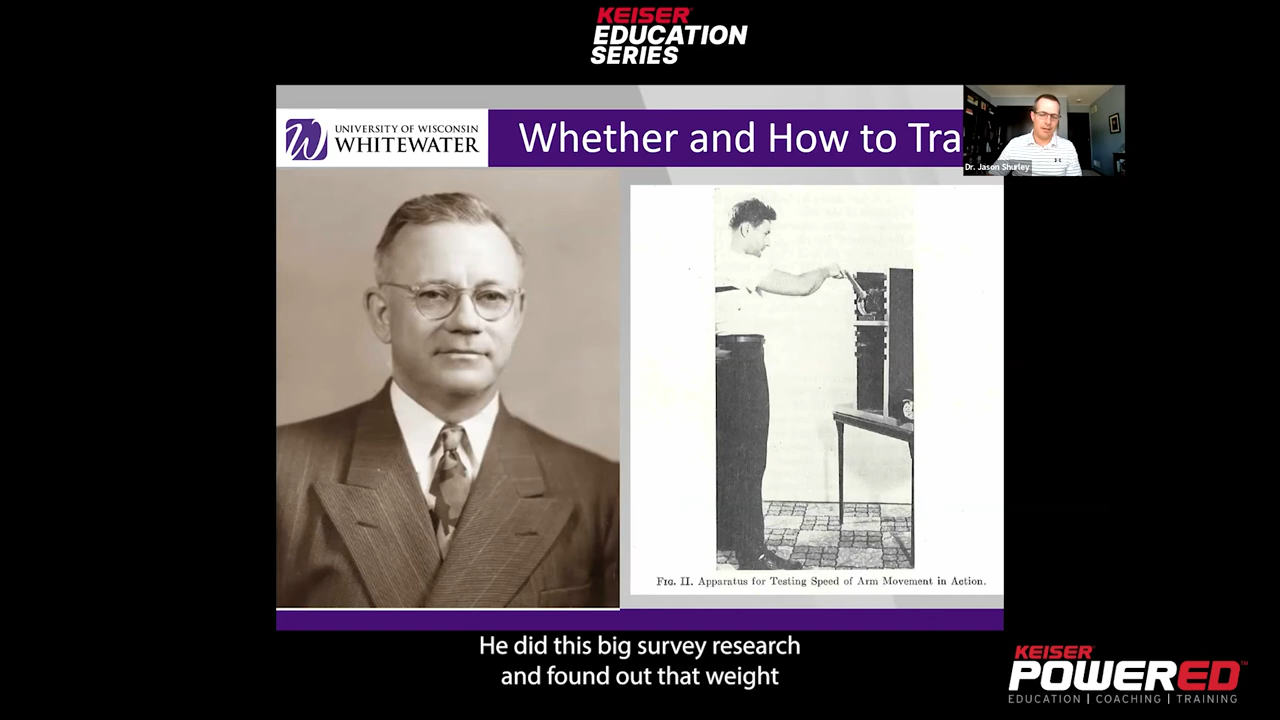 KEISER
EDUCATION
SERIES
UNIVERSITY OF WISCONSIN
WHITEWATER
Whether and How to Tra
Dr. Jason Shurley
FIG. II. Apparatus for Testing Speed of Arm Movement in Action.
He did this big survey research
and found out that weight
KEISER
POWERED™
EDUCATION | COACHING | TRAINING